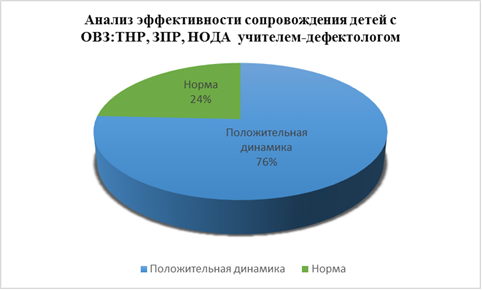 Анализ эффективности сопровождения детей с
ОВЗ:ТНР, ЗПР, НОДА учителем-дефектологом
Норма
24%
Положительная
динамика
76%
Положительная динамика
Норма